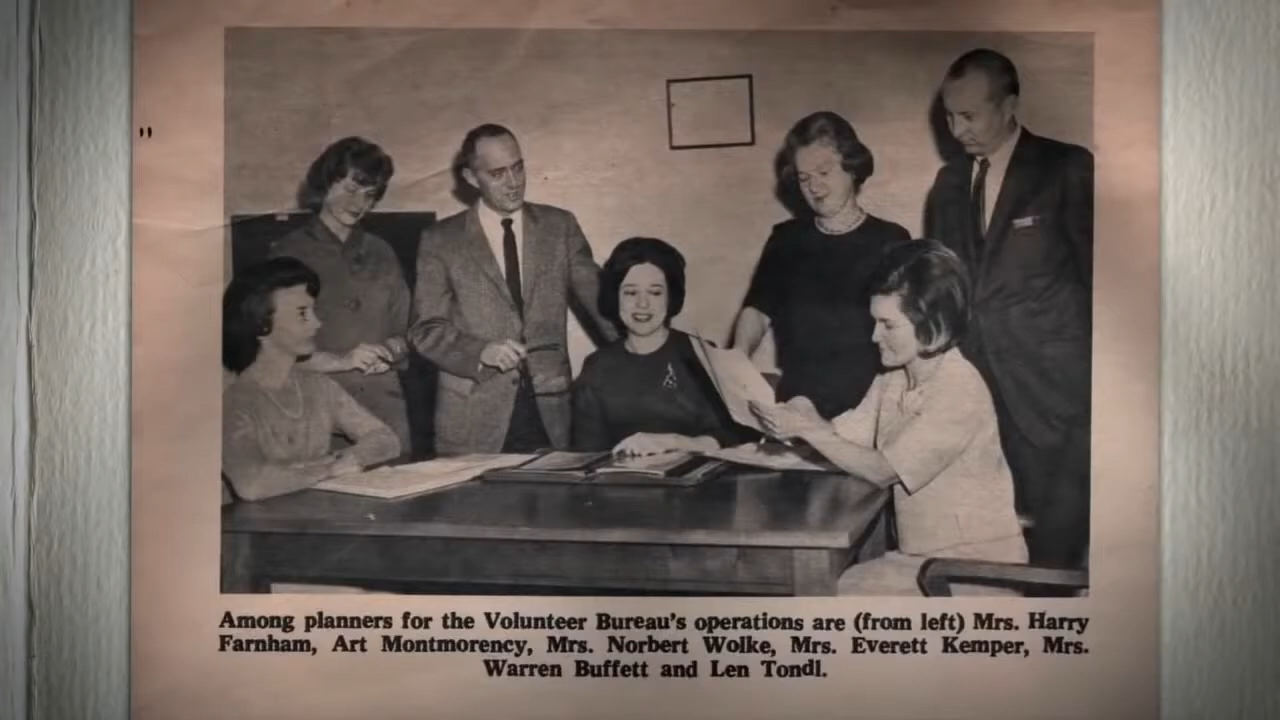 "
Among planners for the Volunteer Bureau's operations are (from left) Mrs. Harry
Farnham, Art Montmorency, Mrs. Norbert Wolke, Mrs. Everett Kemper, Mrs.
Warren Buffett and Len Tondl.